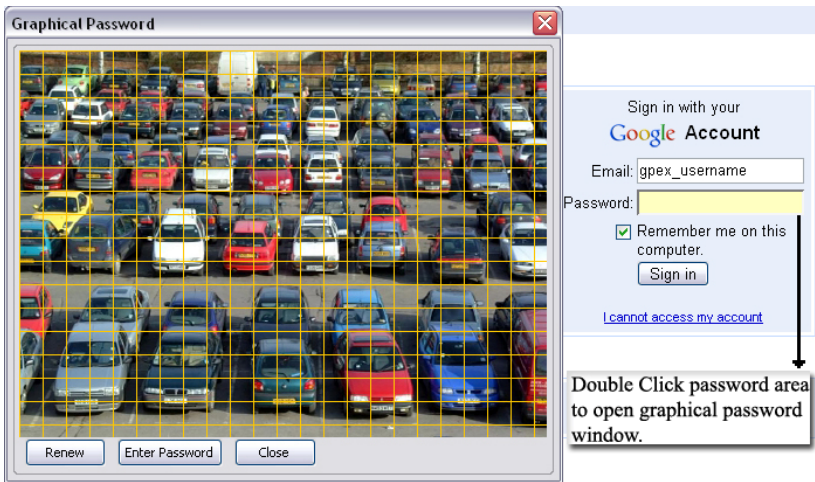 Graphical Password
Sign in with your
Google Account
Email: gpex_username
Password:
Remember me on this
computer.
Sign in
I cannot access my account
Double Click password area
to open graphical password
window.
Renew Enter Password Close